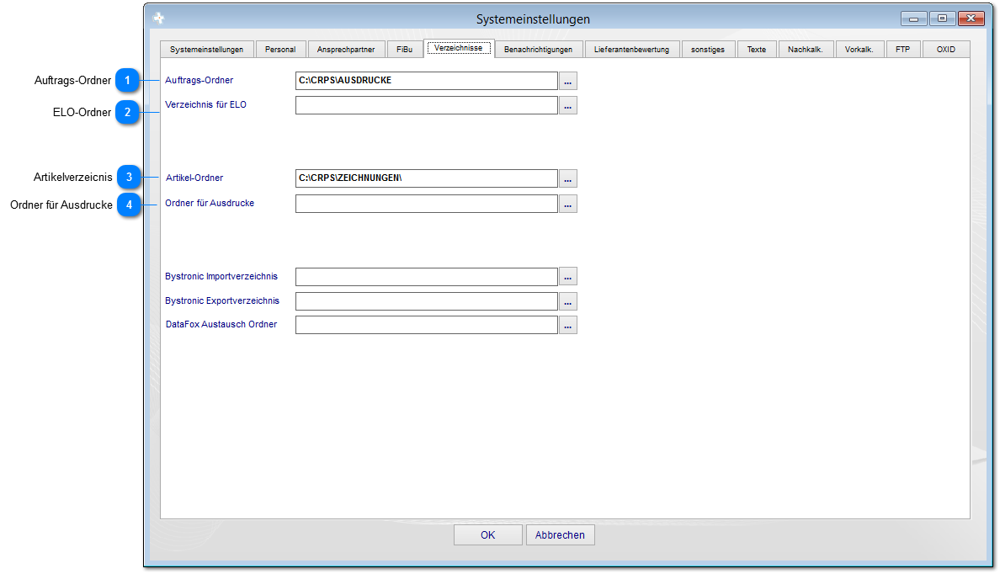 Systemeinstellungen
Systemeinstellungen Personal Ansprechpartner FiBu Verzeichnisse Benachrichtigungen Lieferantenbewertung sonstiges Texte Nachkalk. Vorkalk. FTP OXID
Auftrags-Ordner 1 Auftrags-Ordner C:\CRPS\AUSDRUCKE ...
ELO-Ordner 2 Verzeichnis für ELO ...
Artikelverzeicnis 3 Artikel-Ordner C:\CRPS\ZEICHNUNGEN\ ...
Ordner für Ausdrucke 4 Ordner für Ausdrucke ...
Bystronic Importverzeichnis ...
Bystronic Exportverzeichnis ...
DataFox Austausch Ordner ...
OK Abbrechen